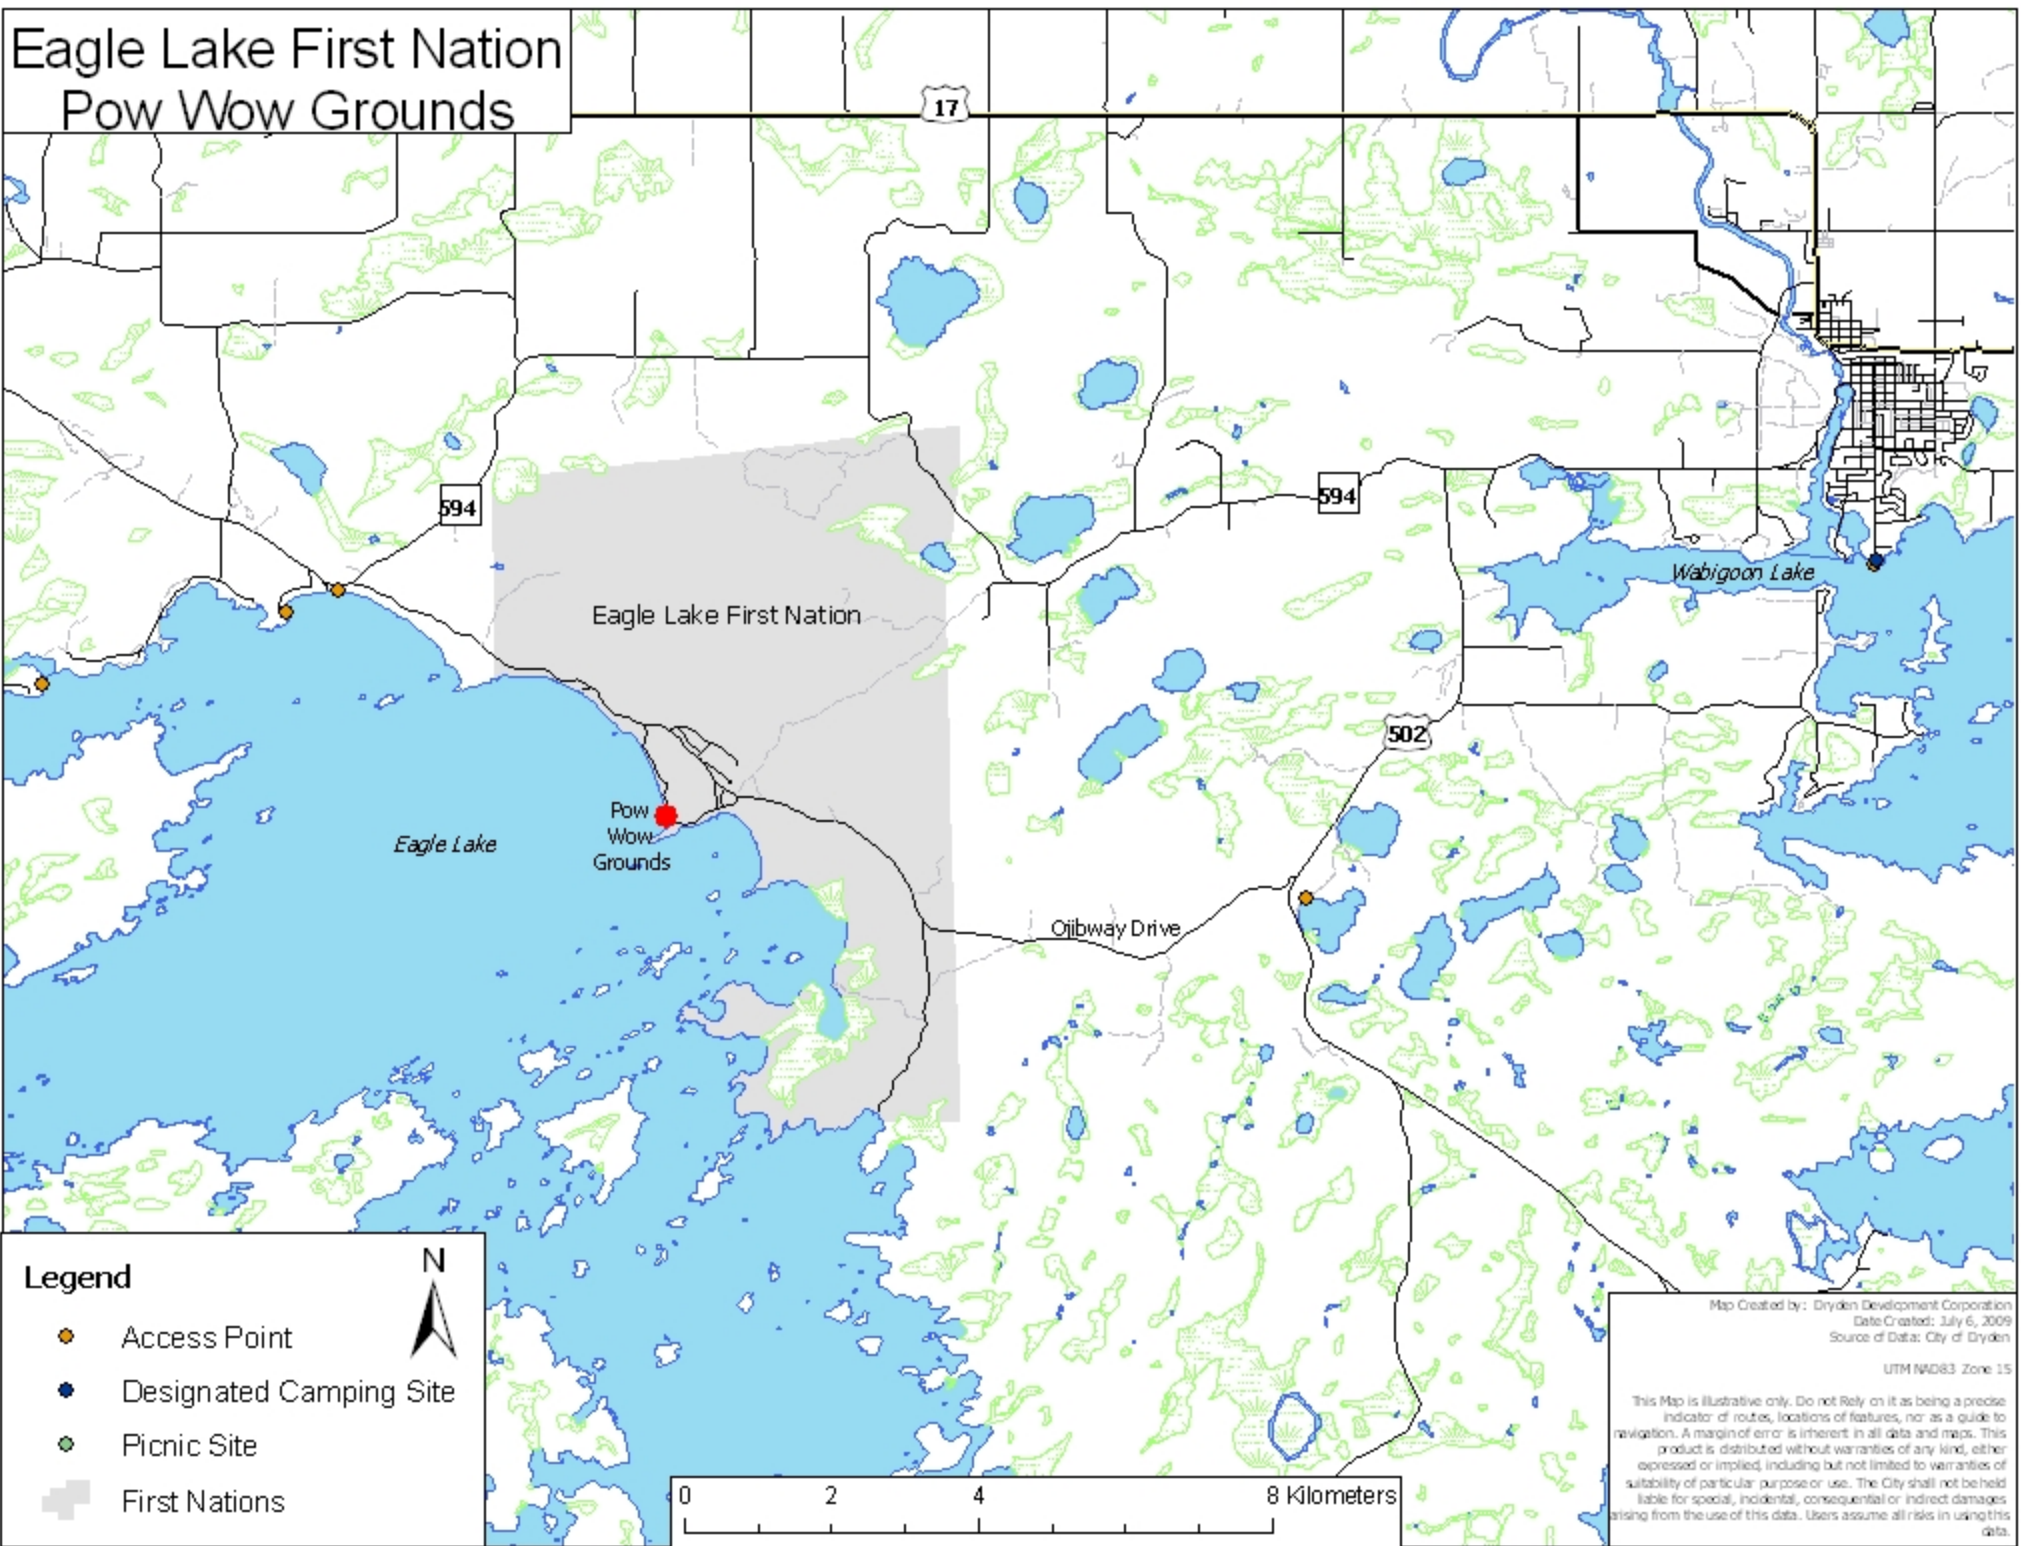 Eagle Lake First Nation
Pow Wow Grounds
17
594
594
Eagle Lake First Nation
Wabigoon Lake
502
Pow
Wow
Grounds
Eagle Lake
Ojibway Drive
Legend
N
Access Point
Designated Camping Site
Picnic Site
First Nations
0 2 4 8 Kilometers
Map Created by: Dryden Development Corporation
Date Created: July 6, 2009
Source of Data: City of Dryden
UTM NAD83 Zone 15
This Map is illustrative only. Do not Rely on it as being a precise
indicator of routes, locations of features, nor as a guide to
navigation. A margin of error is inherent in all data and maps. This
product is distributed without warranties of any kind, either
expressed or implied, including but not limited to warranties of
suitability of particular purpose or use. The City shall not be held
liable for special, incidental, consequential or indirect damages
arising from the use of this data. Users assume all risks in using this
data.